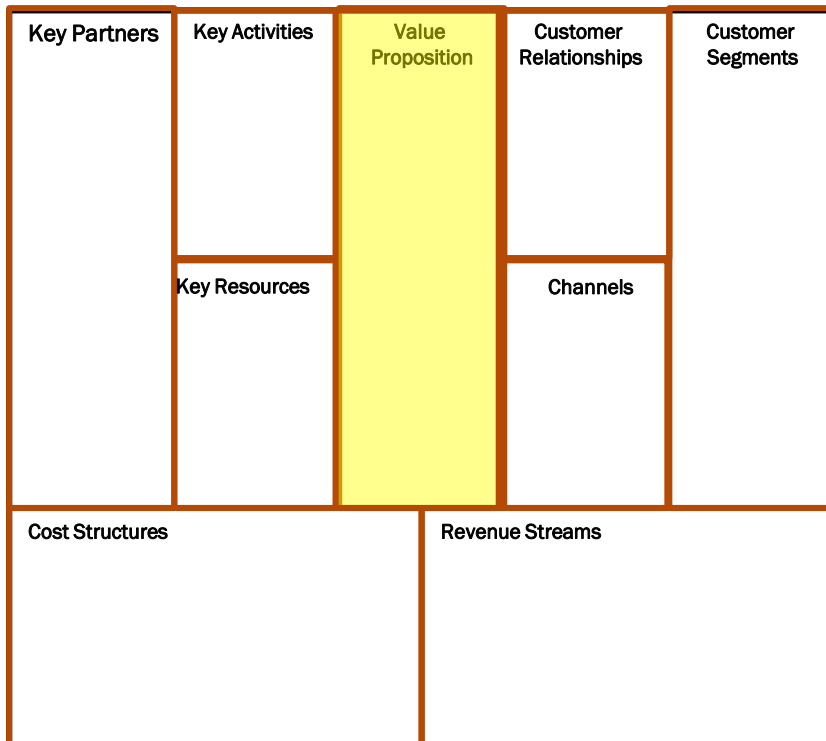 Key Partners
Key Activities
Value
Proposition
Customer
Relationships
Customer
Segments
Key Resources
Channels
Cost Structures
Revenue Streams